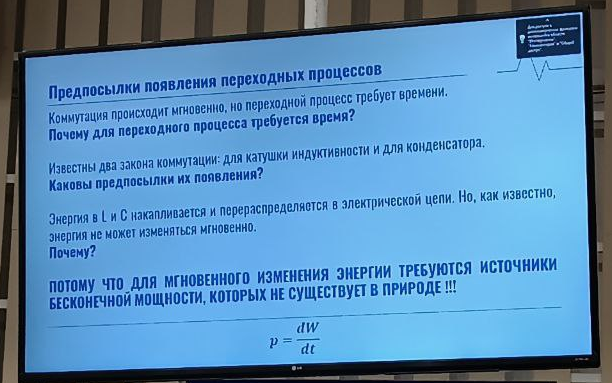 Для доступа к
Предпосылки появления переходных процессов
Коммутация происходит мгновенно, но переходной процесс требует времени.
Почему для переходного процесса требуется время?
Известны два закона коммутации: для катушки индуктивности и для конденсатора.
Каковы предпосылки их появления?
Энергия в L и C накапливается и перераспределяется в электрической цепи. Но, как известно,
энергия не может изменяться мгновенно.
Почему?
ПОТОМУ ЧТО ДЛЯ МГНОВЕННОГО ИЗМЕНЕНИЯ ЭНЕРГИИ ТРЕБУЮТСЯ ИСТОЧНИКИ
БЕСКОНЕЧНОЙ МОЩНОСТИ, КОТОРЫХ НЕ СУЩЕСТВУЕТ В ПРИРОДЕ !!!
p = dW/dt
LG